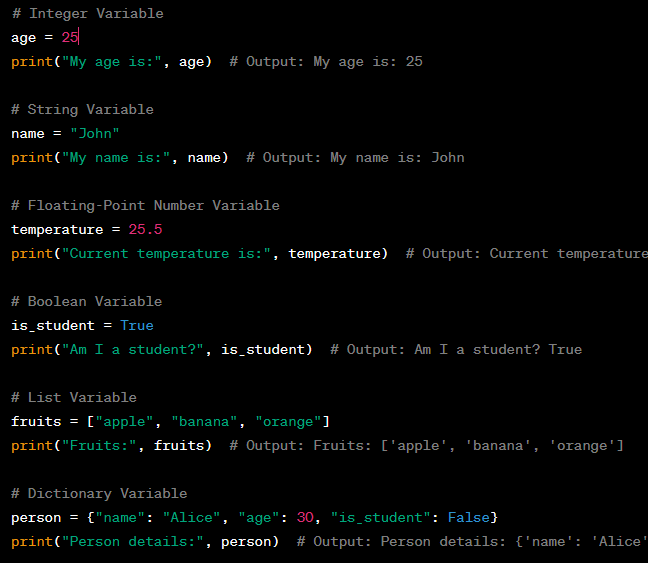 # Integer Variable
age = 25
print("My age is:", age)  # Output: My age is: 25
# String Variable
name = "John"
print("My name is:", name)  # Output: My name is: John
# Floating-Point Number Variable
temperature = 25.5
print("Current temperature is:", temperature)  # Output: Current temperature
# Boolean Variable
is_student = True
print("Am I a student?", is_student)  # Output: Am I a student? True
# List Variable
fruits = ["apple", "banana", "orange"]
print("Fruits:", fruits)  # Output: Fruits: ['apple', 'banana', 'orange']
# Dictionary Variable
person = {"name": "Alice", "age": 30, "is_student": False}
print("Person details:", person)  # Output: Person details: {'name': 'Alice'